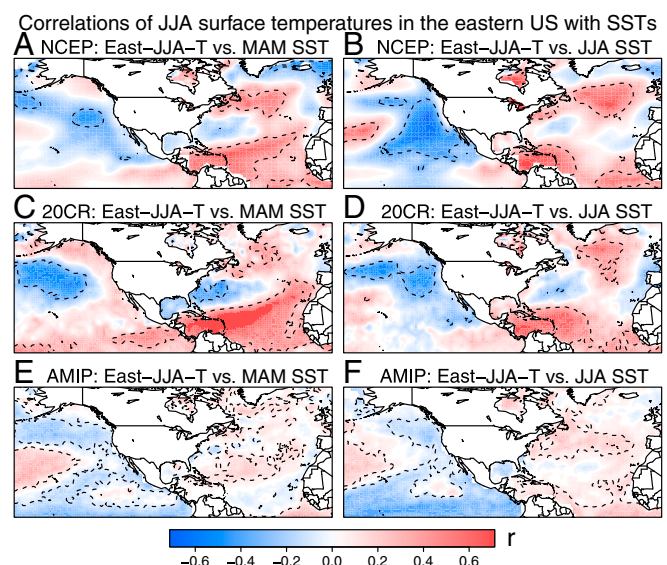 Correlations of JJA surface temperatures in the eastern US with SSTs
A NCEP: East–JJA–T vs. MAM SST
B NCEP: East–JJA–T vs. JJA SST
C 20CR: East–JJA–T vs. MAM SST
D 20CR: East–JJA–T vs. JJA SST
E AMIP: East–JJA–T vs. MAM SST
F AMIP: East–JJA–T vs. JJA SST
r
−0.6 −0.4 −0.2 0.0 0.2 0.4 0.6